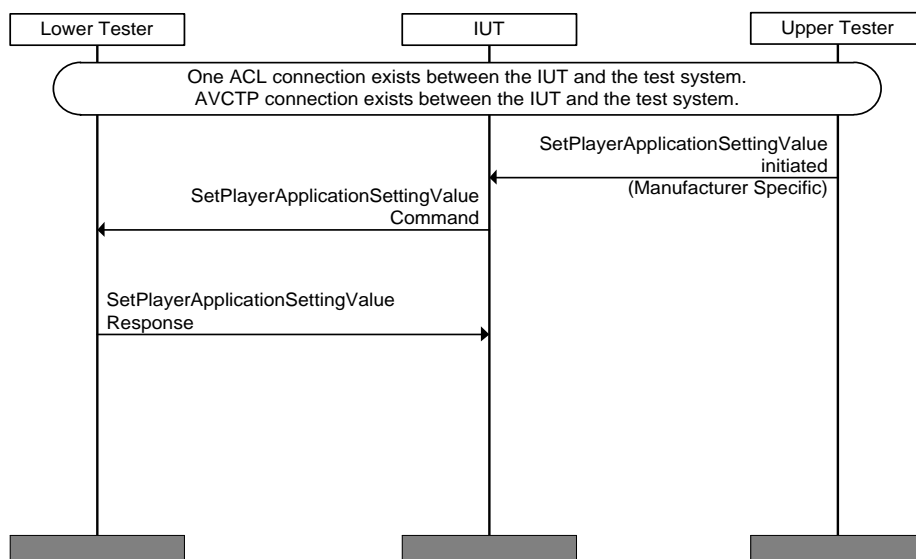 Lower Tester
IUT
Upper Tester
One ACL connection exists between the IUT and the test system.
AVCTP connection exists between the IUT and the test system.
SetPlayerApplicationSettingValue
initiated
(Manufacturer Specific)
SetPlayerApplicationSettingValue
Command
SetPlayerApplicationSettingValue
Response